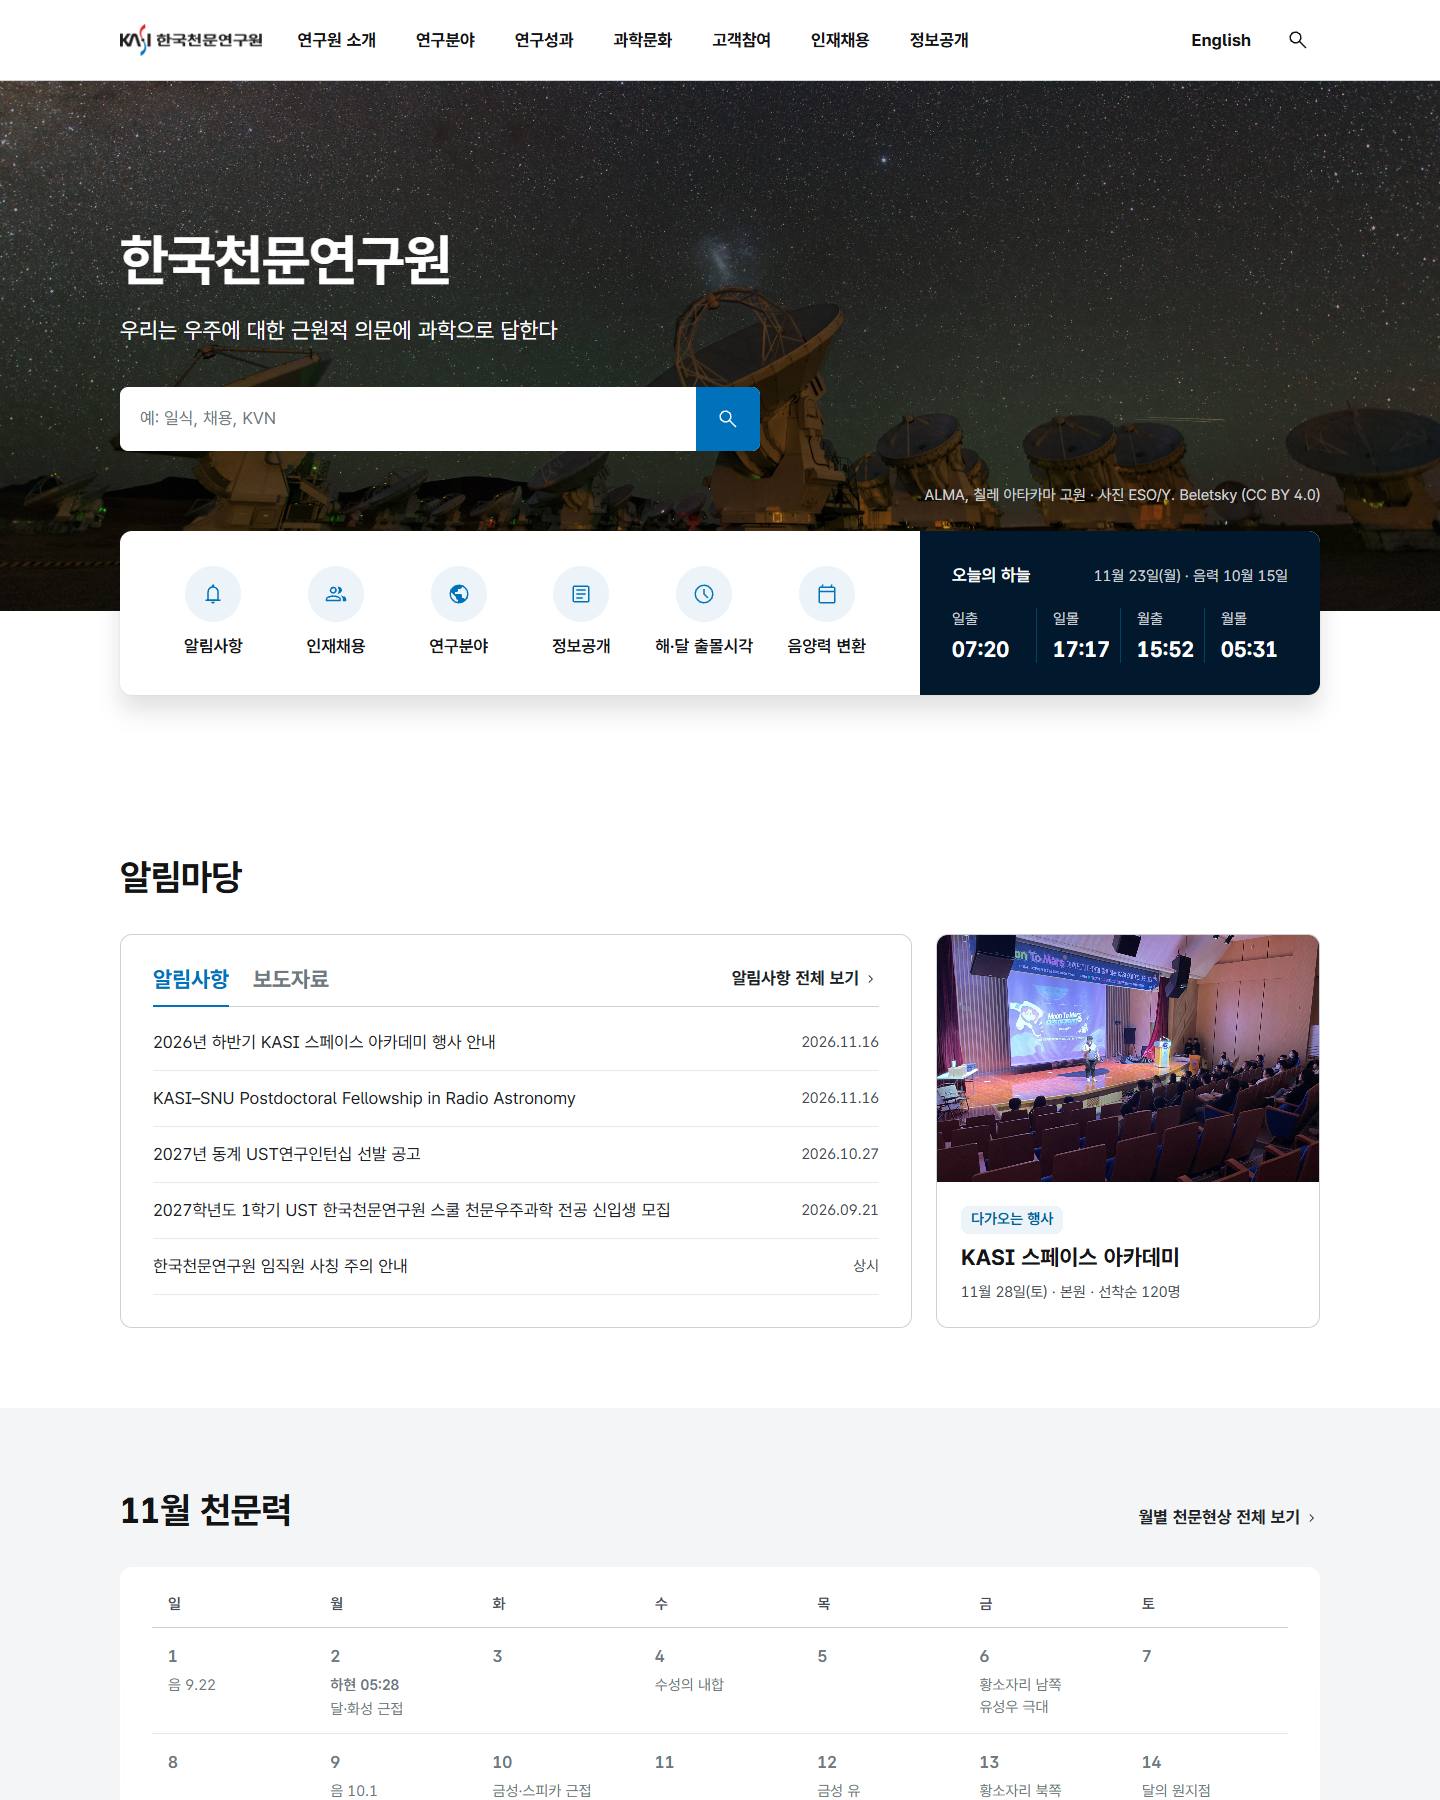 KASI 한국천문연구원
연구원 소개
연구분야
연구성과
과학문화
고객참여
인재채용
정보공개
English
한국천문연구원
우리는 우주에 대한 근원적 의문에 과학으로 답한다
예: 일식, 채용, KVN
ALMA, 칠레 아타카마 고원 · 사진 ESO/Y. Beletsky (CC BY 4.0)
알림사항
인재채용
연구분야
정보공개
해·달 출몰시각
음양력 변환
오늘의 하늘
11월 23일(월) · 음력 10월 15일
일출
일몰
월출
월몰
07:20
17:17
15:52
05:31
알림마당
알림사항
보도자료
알림사항 전체 보기
2026년 하반기 KASI 스페이스 아카데미 행사 안내
2026.11.16
KASI–SNU Postdoctoral Fellowship in Radio Astronomy
2026.11.16
2027년 동계 UST연구인턴십 선발 공고
2026.10.27
2027학년도 1학기 UST 한국천문연구원 스쿨 천문우주과학 전공 신입생 모집
2026.09.21
한국천문연구원 임직원 사칭 주의 안내
상시
Moon To Mars
다가오는 행사
KASI 스페이스 아카데미
11월 28일(토) · 본원 · 선착순 120명
11월 천문력
월별 천문현상 전체 보기
일
월
화
수
목
금
토
1
음 9.22
2
하현 05:28
달·화성 근접
3
4
수성의 내합
5
6
황소자리 남쪽
유성우 극대
7
8
9
음 10.1
10
금성·스피카 근접
11
12
금성 유
13
황소자리 북쪽
14
달의 원지점